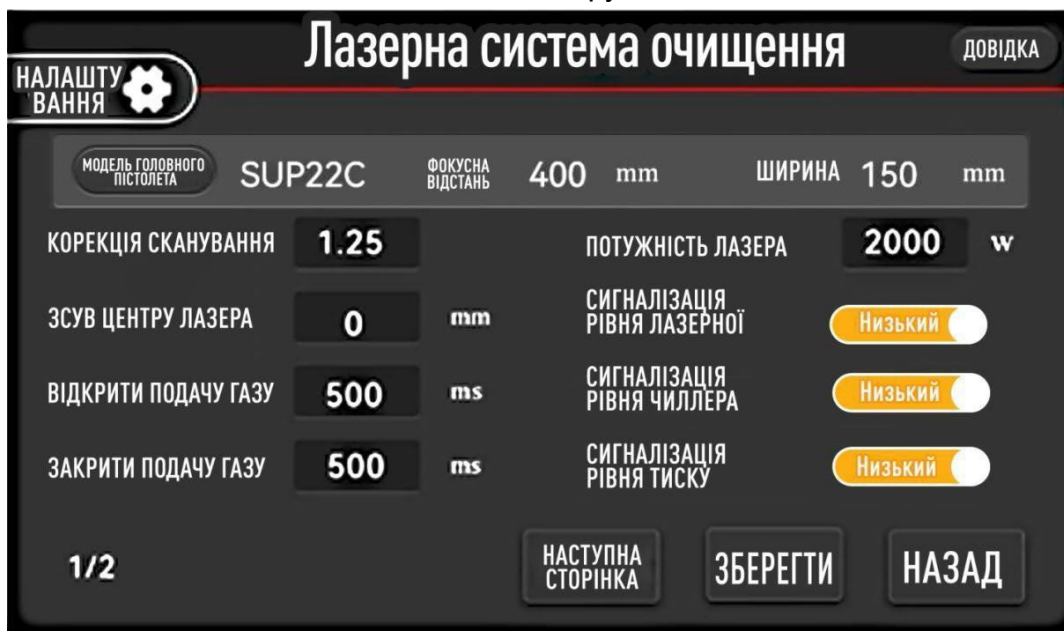 Лазерна система очищення
ДОВІДКА
НАЛАШТУ
ВАННЯ
МОДЕЛЬ ГОЛОВНОГО
ПІСТОЛЕТА
SUP22C
ФОКУСНА
ВІДСТАНЬ
400 mm
ШИРИНА 150 mm
КОРЕКЦІЯ СКАНУВАННЯ 1.25
ПОТУЖНІСТЬ ЛАЗЕРА 2000 w
ЗСУВ ЦЕНТРУ ЛАЗЕРА 0 mm
СИГНАЛІЗАЦІЯ
РІВНЯ ЛАЗЕРНОЇ
Низький
ВІДКРИТИ ПОДАЧУ ГАЗУ 500 ms
СИГНАЛІЗАЦІЯ
РІВНЯ ЧИЛЛЕРА
Низький
ЗАКРИТИ ПОДАЧУ ГАЗУ 500 ms
СИГНАЛІЗАЦІЯ
РІВНЯ ТИСКУ
Низький
1/2
НАСТУПНА
СТОРІНКА
ЗБЕРЕГТИ
НАЗАД